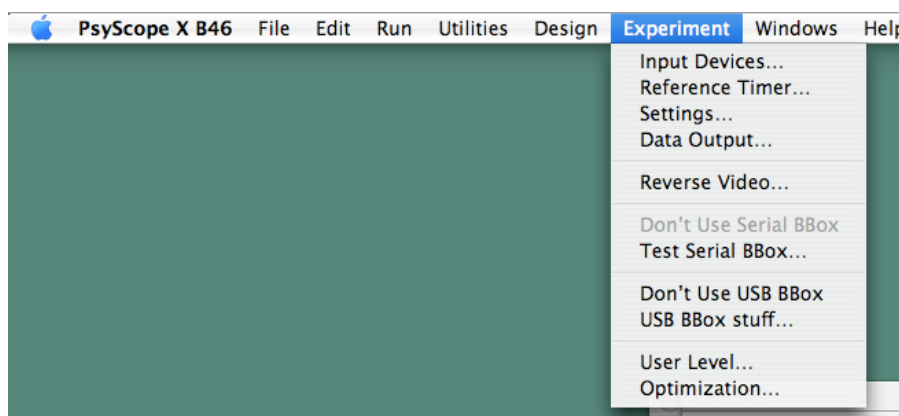 PsyScope X B46 File Edit Run Utilities Design Experiment Windows Help
Input Devices...
Reference Timer...
Settings...
Data Output...
Reverse Video...
Don't Use Serial BBox
Test Serial BBox...
Don't Use USB BBox
USB BBox stuff...
User Level...
Optimization...